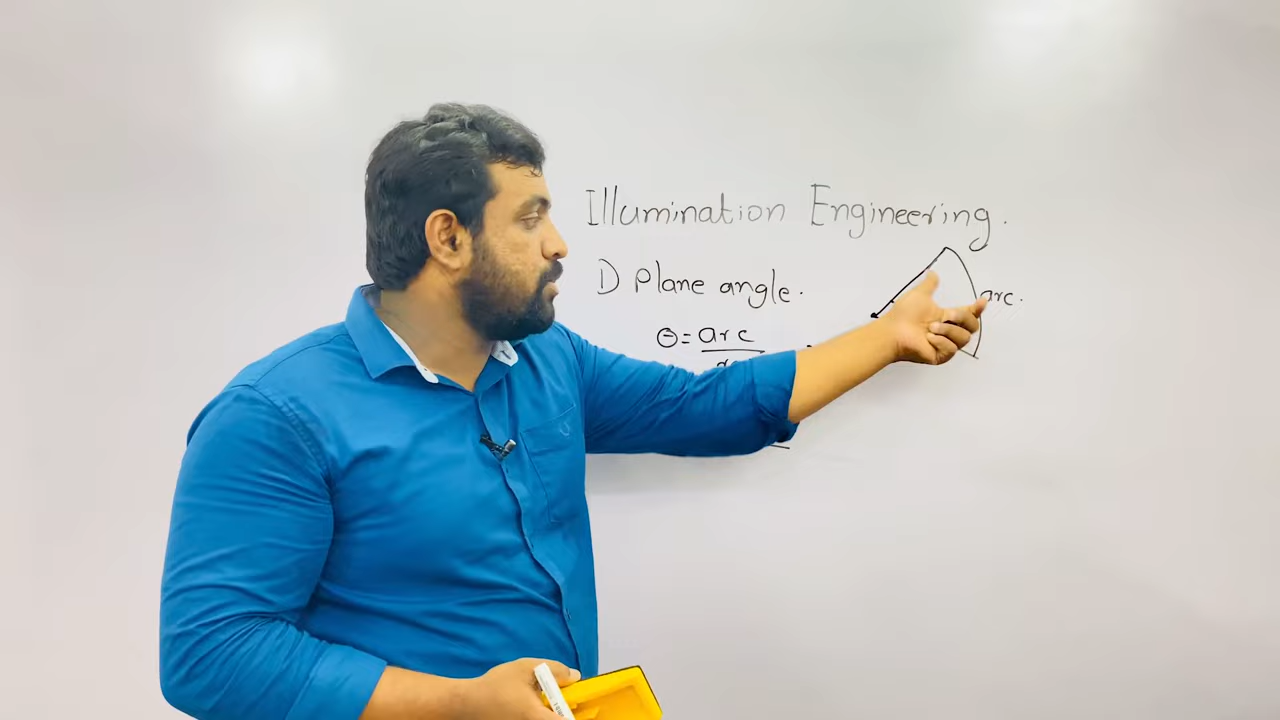 Illumination Engineering.
1) Plane angle.
arc.
θ = arc